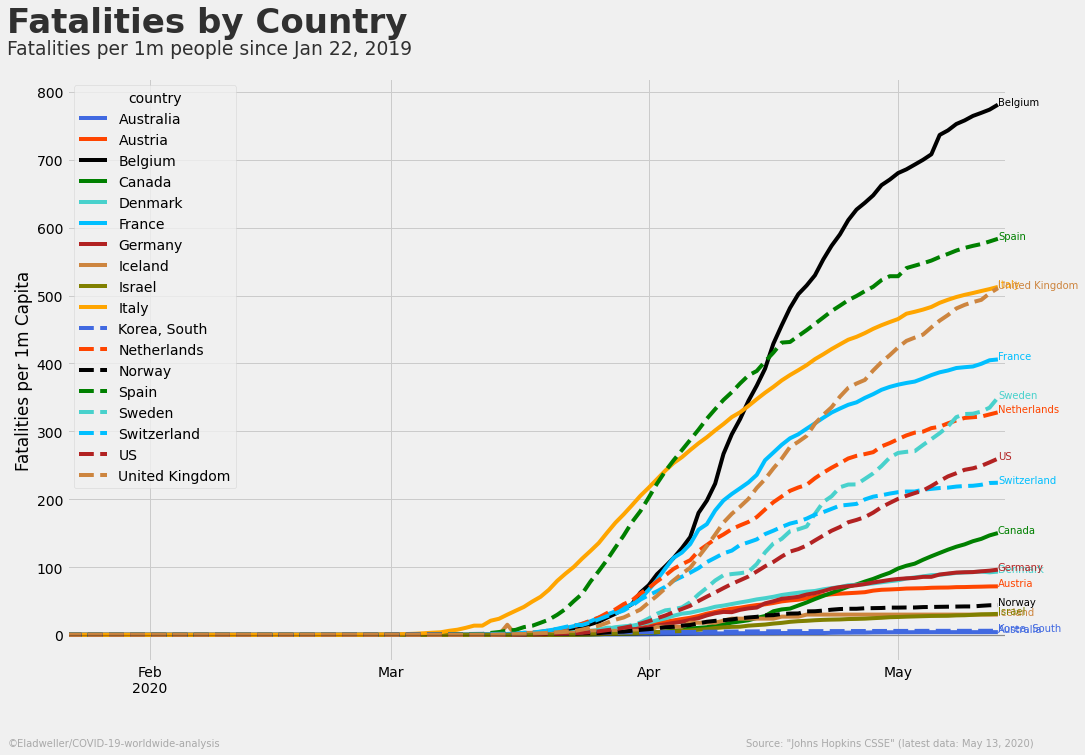 Fatalities by Country
Fatalities per 1m people since Jan 22, 2019
Fatalities per 1m Capita
800
700
600
500
400
300
200
100
0
country
Australia
Austria
Belgium
Canada
Denmark
France
Germany
Iceland
Israel
Italy
Korea, South
Netherlands
Norway
Spain
Sweden
Switzerland
US
United Kingdom
Belgium
Spain
Italy
United Kingdom
France
Sweden
Netherlands
US
Switzerland
Canada
Germany
Denmark
Austria
Norway
Israel
Iceland
Korea, South
Australia
Feb
2020
Mar
Apr
May
©Eladweller/COVID-19-worldwide-analysis
Source: "Johns Hopkins CSSE" (latest data: May 13, 2020)